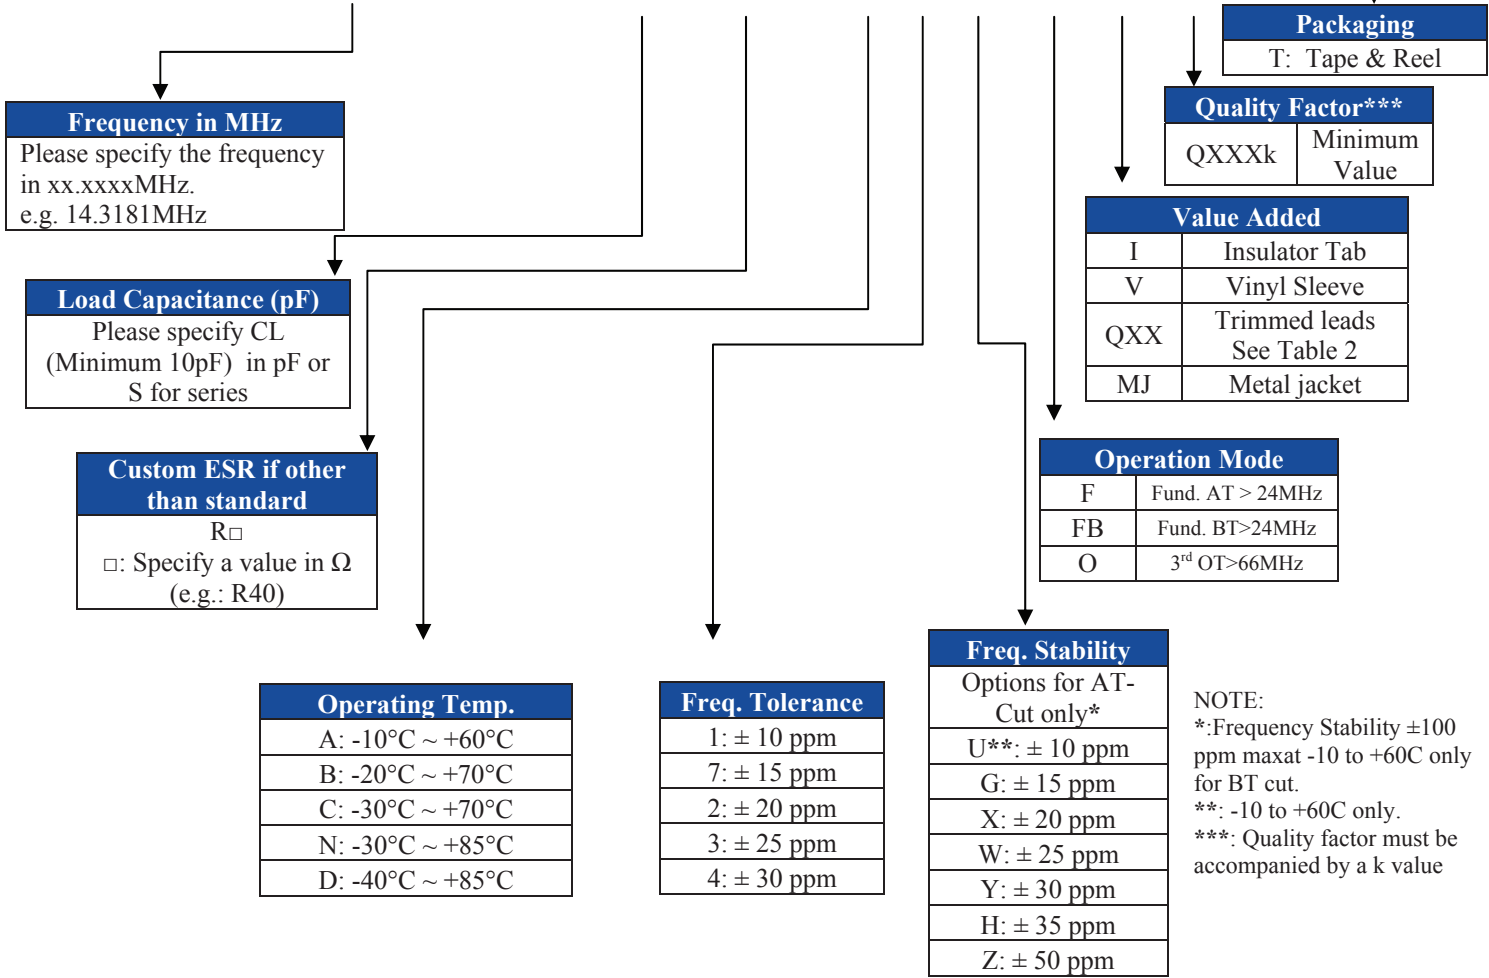 Packaging
T: Tape & Reel
Frequency in MHz
Please specify the frequency
in xx.xxxxMHz.
e.g. 14.3181MHz
Quality Factor***
QXXXk
Minimum
Value
Value Added
I Insulator Tab
V Vinyl Sleeve
QXX
Trimmed leads
See Table 2
MJ Metal jacket
Load Capacitance (pF)
Please specify CL
(Minimum 10pF) in pF or
S for series
Custom ESR if other
than standard
R□
□: Specify a value in Ω
(e.g.: R40)
Operation Mode
F Fund. AT > 24MHz
FB Fund. BT>24MHz
O 3rd OT>66MHz
Operating Temp.
A: -10°C ~ +60°C
B: -20°C ~ +70°C
C: -30°C ~ +70°C
N: -30°C ~ +85°C
D: -40°C ~ +85°C
Freq. Tolerance
1: ± 10 ppm
7: ± 15 ppm
2: ± 20 ppm
3: ± 25 ppm
4: ± 30 ppm
Freq. Stability
Options for AT-
Cut only*
U**: ± 10 ppm
G: ± 15 ppm
X: ± 20 ppm
W: ± 25 ppm
Y: ± 30 ppm
H: ± 35 ppm
Z: ± 50 ppm
NOTE:
*:Frequency Stability ±100
ppm maxat -10 to +60C only
for BT cut.
**: -10 to +60C only.
***: Quality factor must be
accompanied by a k value